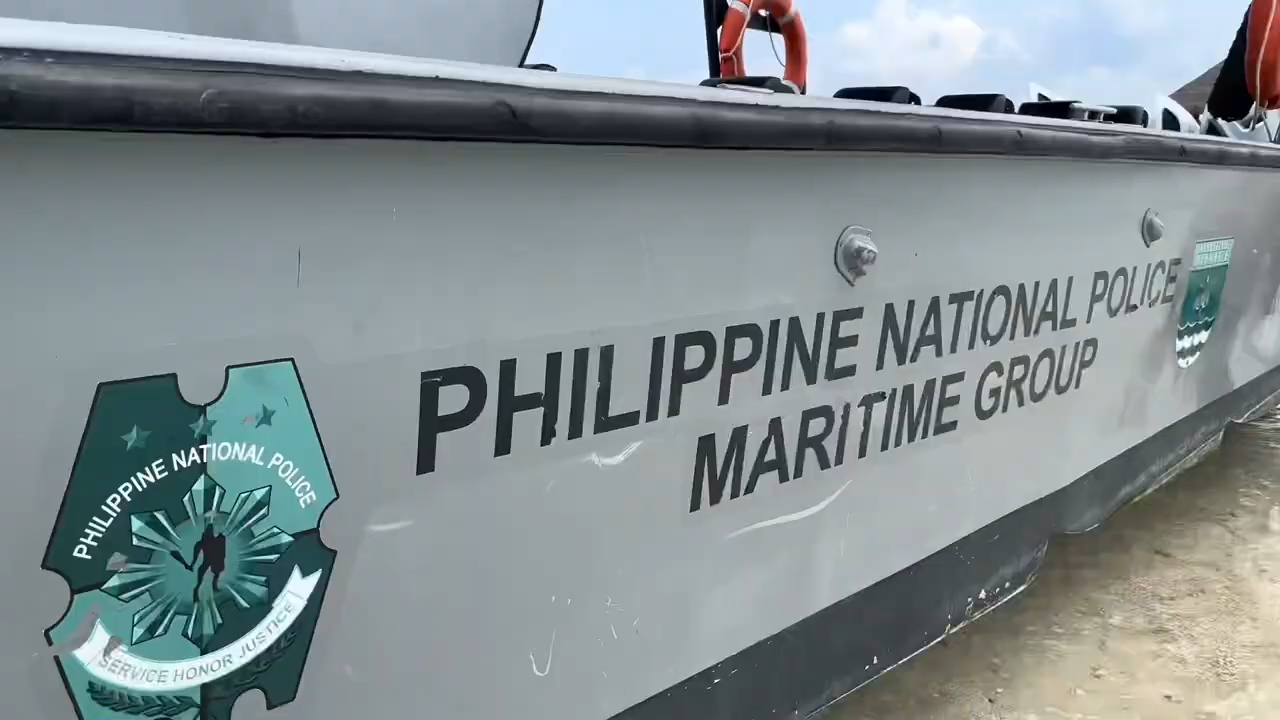 PHILIPPINE NATIONAL POLICE
MARITIME GROUP
PHILIPPINE NATIONAL POLICE
SERVICE HONOR JUSTICE